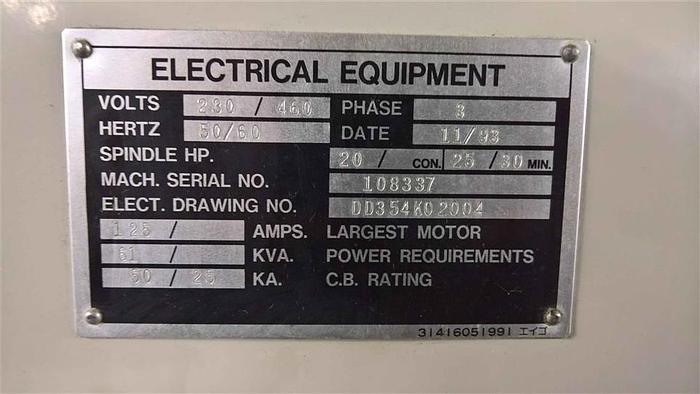 ELECTRICAL EQUIPMENT
VOLTS 230 / 460 PHASE 3
HERTZ 50/60 DATE 11/93
SPINDLE HP. 20 / CON. 25 / 30 MIN.
MACH. SERIAL NO. 108337
ELECT. DRAWING NO. DD354K02004
125 / AMPS. LARGEST MOTOR
61 / KVA. POWER REQUIREMENTS
50 / 25 KA. C.B. RATING
31416051991 エイコ